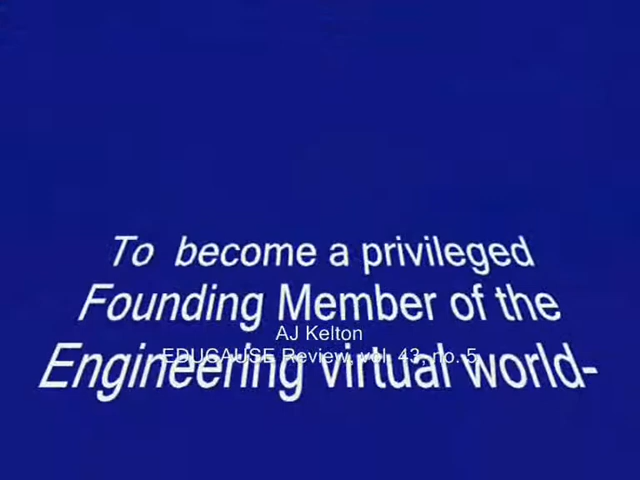 To become a privileged
Founding Member of the
AJ Kelton
EDUCAUSE Review, vol. 43, no. 5
Engineering virtual world-